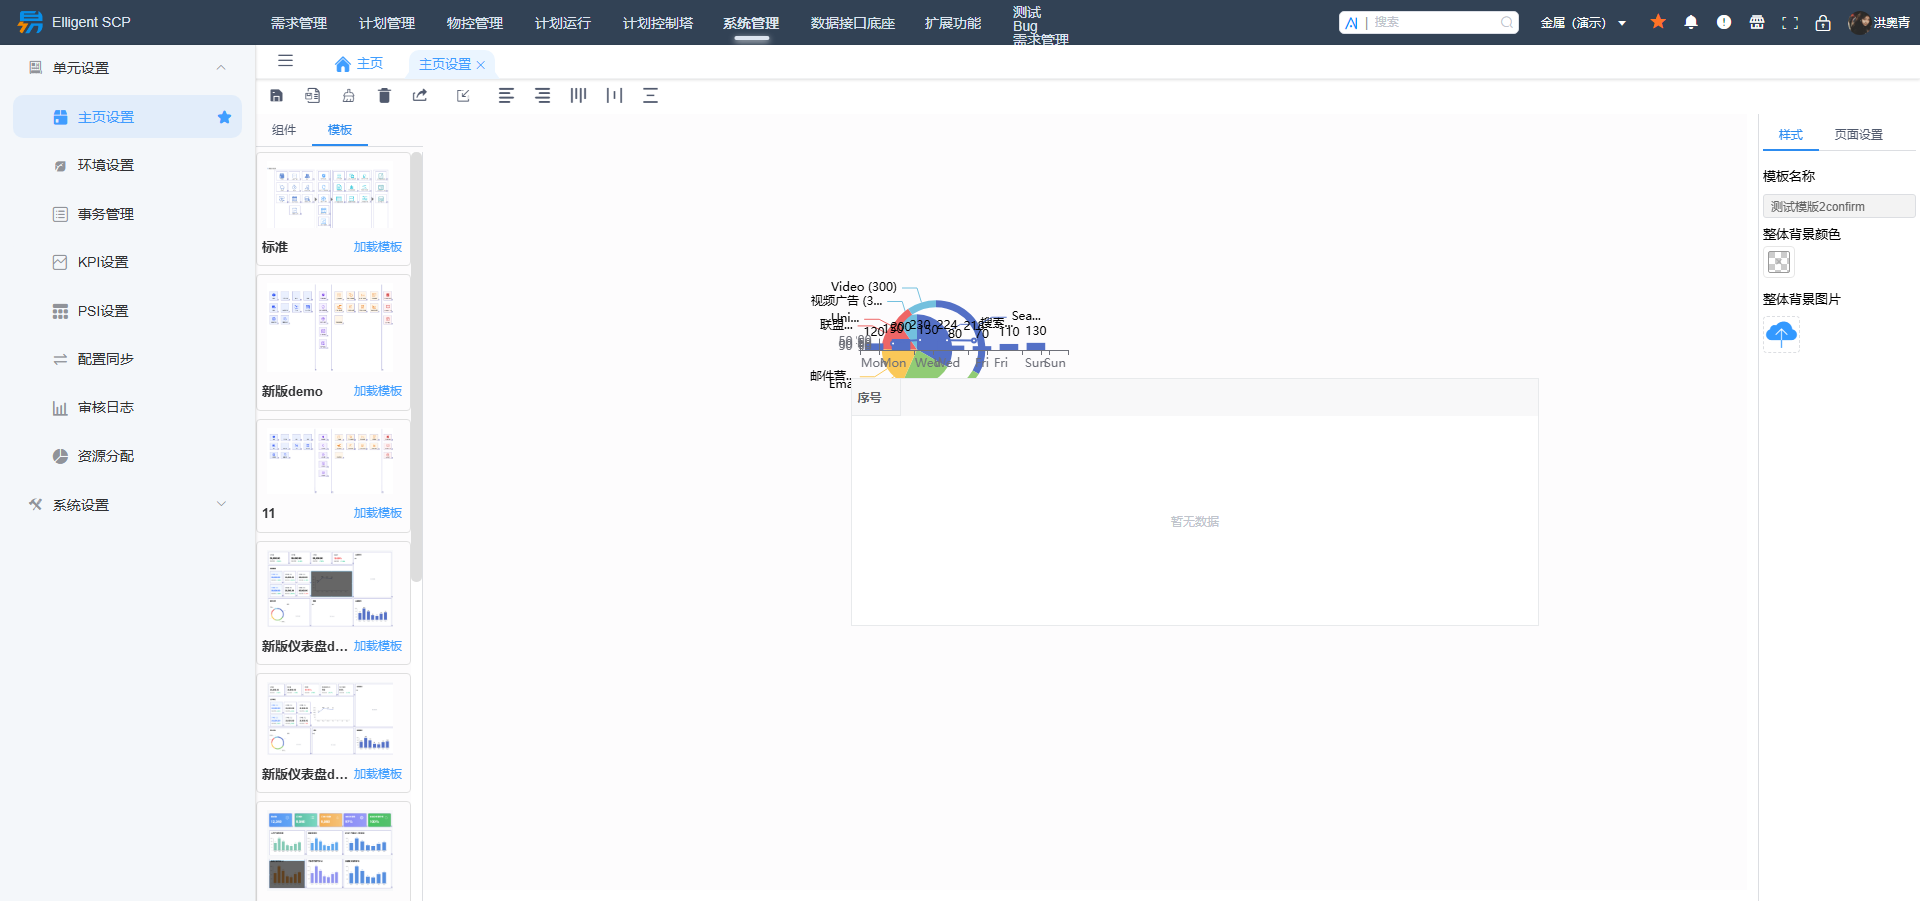 Elligent SCP
需求管理
计划管理
物控管理
计划运行
计划控制塔
系统管理
数据接口底座
扩展功能
测试
Bug
需求管理
AI | 搜索
金属（演示）
洪奥青
单元设置
主页设置
环境设置
事务管理
KPI设置
PSI设置
配置同步
审核日志
资源分配
系统设置
主页
主页设置
组件
模板
标准
加载模板
新版demo
加载模板
11
加载模板
新版仪表盘d...
加载模板
新版仪表盘d...
加载模板
Video (300)
视频广告 (3...
Uni...
联盟...
Sea...
搜索...
120
200
150
230
224
218
80
70
110
130
邮件营...
Ema
Mon
Mon
Wed
Wed
Fri
Fri
Sun
Sun
序号
暂无数据
样式
页面设置
模板名称
测试模版2confirm
整体背景颜色
整体背景图片